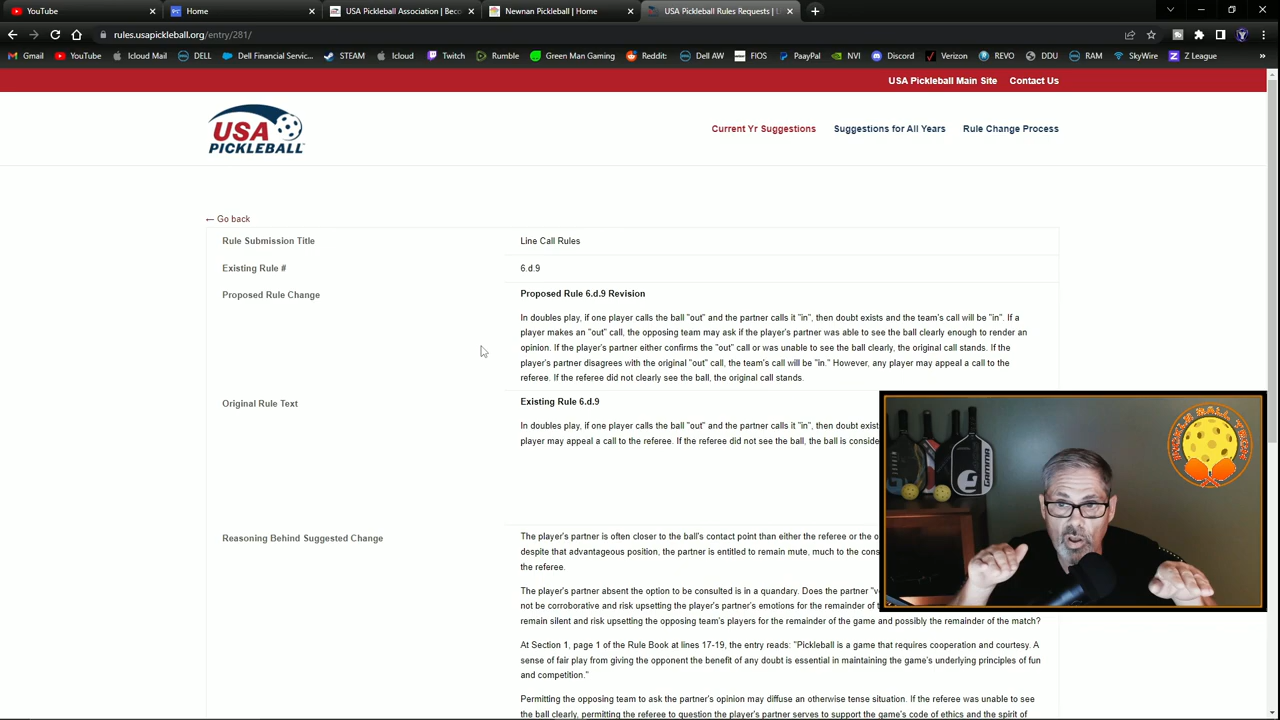 YouTube
Home
USA Pickleball Association | Bec
Newnan Pickleball | Home
USA Pickleball Rules Requests | L
rules.usapickleball.org/entry/281/
Gmail YouTube Icloud Mail DELL Dell Financial Servic... STEAM Icloud Twitch Rumble Green Man Gaming Reddit: Dell AW FIOS PaayPal NVI Discord Verizon REVO DDU RAM SkyWire Z League
USA Pickleball Main Site Contact Us
USA PICKLEBALL
Current Yr Suggestions Suggestions for All Years Rule Change Process
← Go back
Rule Submission Title
Line Call Rules
Existing Rule #
6.d.9
Proposed Rule Change
Proposed Rule 6.d.9 Revision
In doubles play, if one player calls the ball "out" and the partner calls it "in", then doubt exists and the team's call will be "in". If a
player makes an "out" call, the opposing team may ask if the player's partner was able to see the ball clearly enough to render an
opinion. If the player's partner either confirms the "out" call or was unable to see the ball clearly, the original call stands. If the
player's partner disagrees with the original "out" call, the team's call will be "in." However, any player may appeal a call to the
referee. If the referee did not clearly see the ball, the original call stands.
Original Rule Text
Existing Rule 6.d.9
In doubles play, if one player calls the ball "out" and the partner calls it "in", then doubt exist
player may appeal a call to the referee. If the referee did not see the ball, the ball is conside
Reasoning Behind Suggested Change
The player's partner is often closer to the ball's contact point than either the referee or the o
despite that advantageous position, the partner is entitled to remain mute, much to the cons
the referee.
The player's partner absent the option to be consulted is in a quandary. Does the partner "v
not be corroborative and risk upsetting the player's partner's emotions for the remainder of t
remain silent and risk upsetting the opposing team's players for the remainder of the game and possibly the remainder of the match?
At Section 1, page 1 of the Rule Book at lines 17-19, the entry reads: "Pickleball is a game that requires cooperation and courtesy. A
sense of fair play from giving the opponent the benefit of any doubt is essential in maintaining the game's underlying principles of fun
and competition."
Permitting the opposing team to ask the partner's opinion may diffuse an otherwise tense situation. If the referee was unable to see
the ball clearly, permitting the referee to question the player's partner serves to support the game's code of ethics and the spirit of
GAMMA